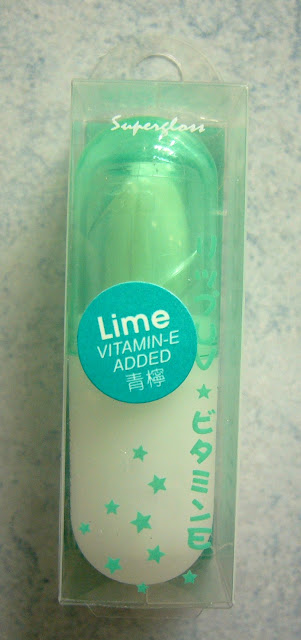 Supergloss
Lime
VITAMIN-E
ADDED
青檸
★ビタミンE